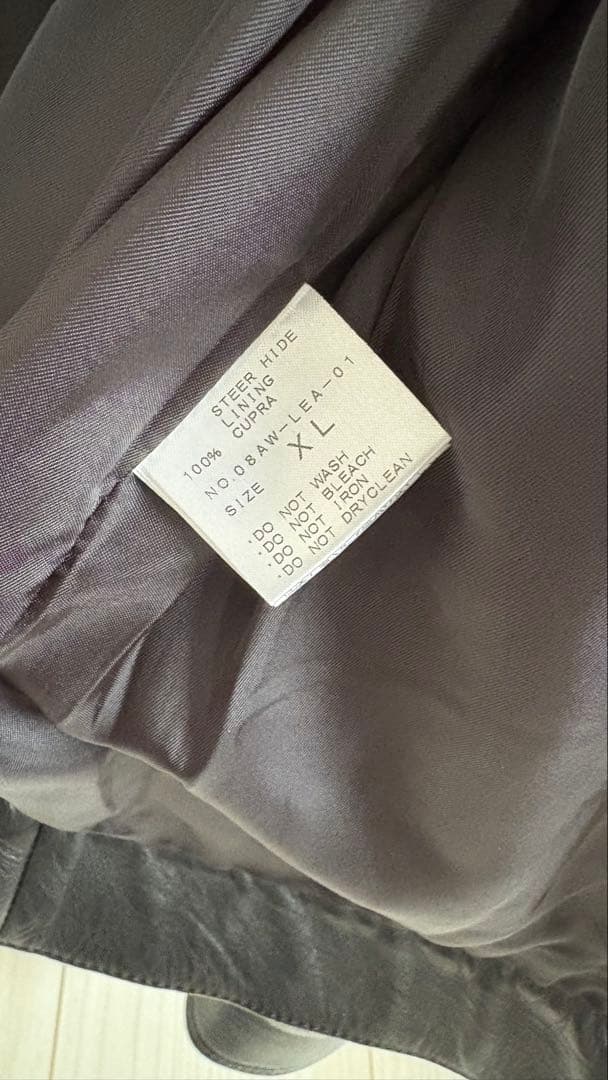 STEER HIDE
LINING
100% CUPRA
NO.08AW-LEA-01
SIZE XL
'DO NOT WASH
'DO NOT BLEACH
'DO NOT IRON
'DO NOT DRYCLEAN